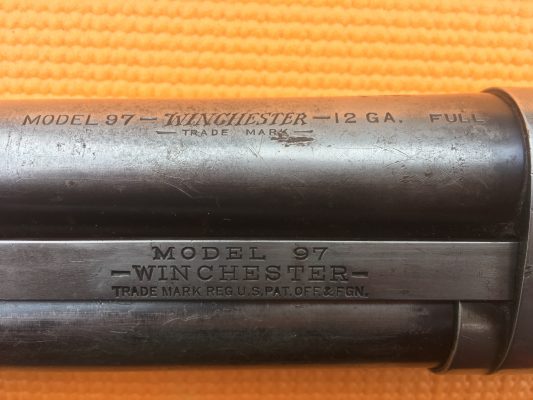 MODEL 97 — WINCHESTER — 12 GA. FULL
— TRADE MARK —
MODEL 97
— WINCHESTER —
TRADE MARK REG U.S. PAT. OFF. & FGN.